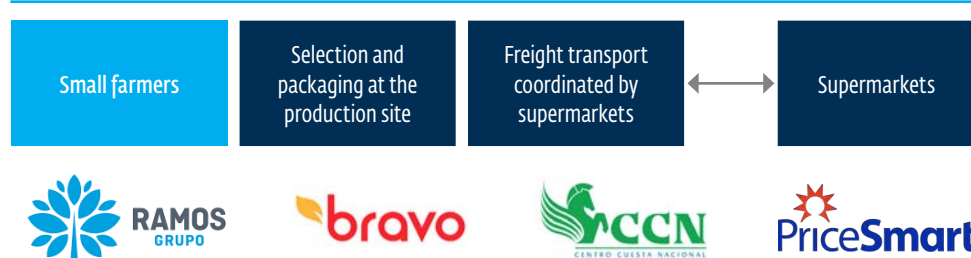 Small farmers
Selection and
packaging at the
production site
Freight transport
coordinated by
supermarkets
Supermarkets
RAMOS
GRUPO
bravo
CCN
CENTRO CUESTA NACIONAL
PriceSmart